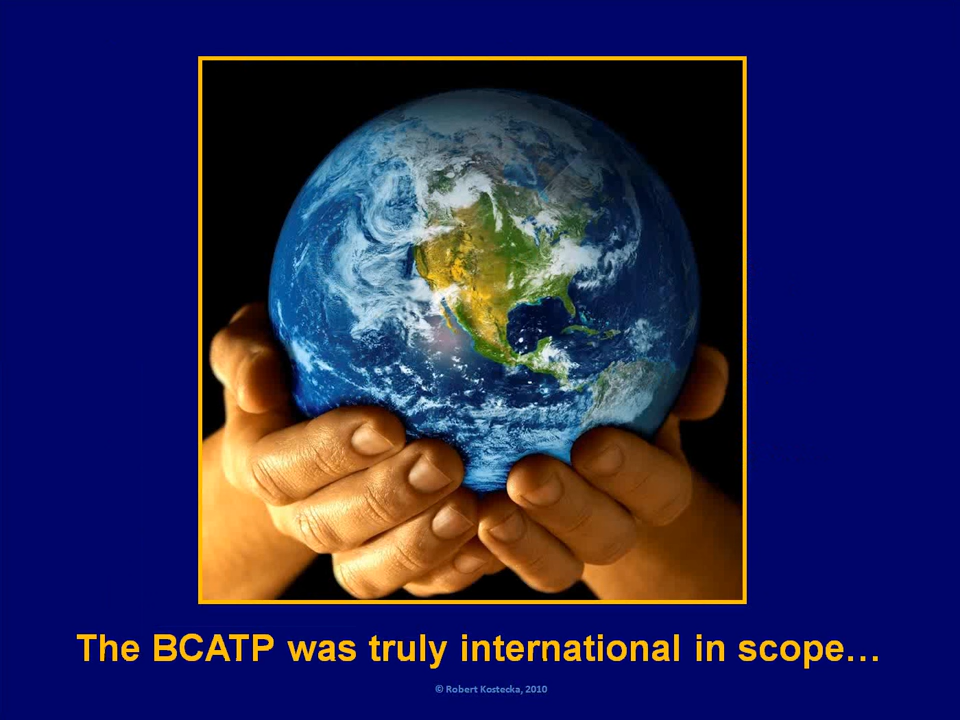 The BCATP was truly international in scope…
© Robert Kostecka, 2010